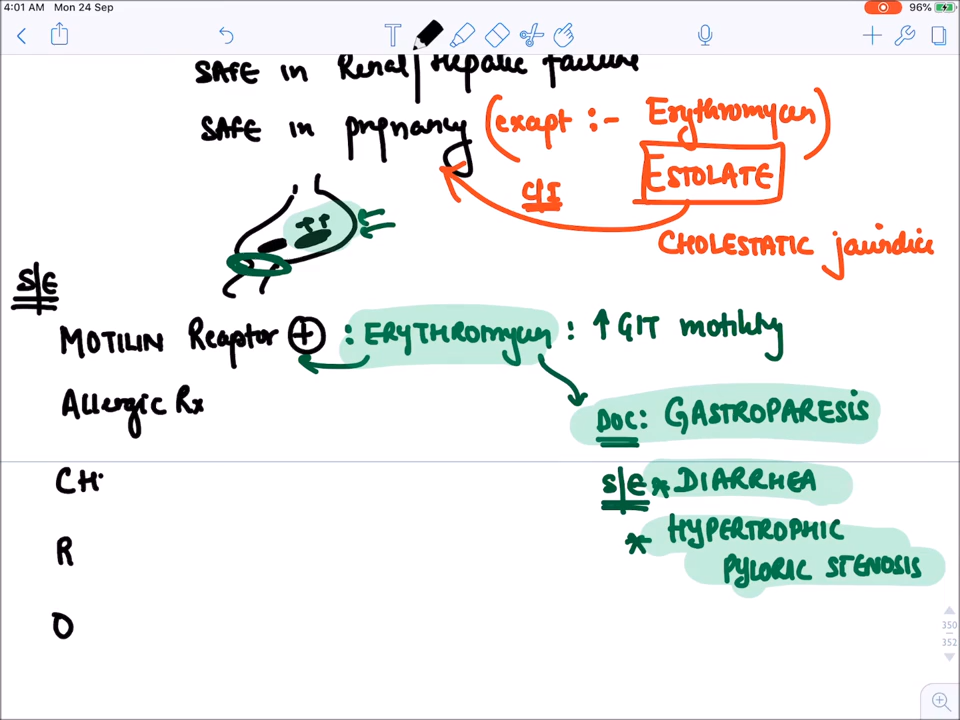 4:01 AM Mon 24 Sep
96%
T
SAFE in Renal/Hepatic failure
SAFE in pregnancy (exapt :- Erythromycin)
ESTOLATE
C/I
CHOLESTATIC jaundice
S/E
MOTILIN Receptor + : ERYTHROMYCIN : ↑ GIT motility
Allergic Rx
DOC: GASTROPARESIS
CH
S/E * DIARRHEA
R
* HYPERTROPHIC
PYLORIC STENOSIS
O
350
352